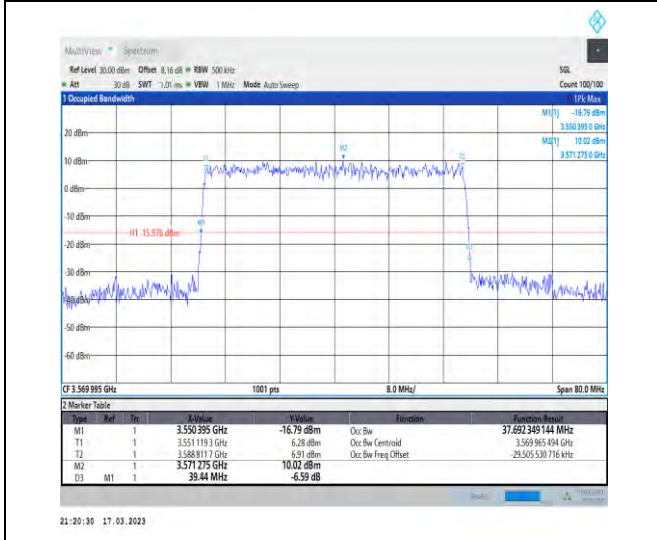 MultiView Spectrum
Ref Level 30.00 dBm Offset 8.16 dB RBW 500 kHz SGL
Att 30 dB SWT 1.01 ms VBW 1 MHz Mode Auto Sweep Count 100/100
1 Occupied Bandwidth 1Pk Max
M1[1] -16.79 dBm
3.550 395 0 GHz
M2[1] 10.02 dBm
3.571 275 0 GHz
20 dBm
M2
T1 T2
10 dBm
0 dBm
-10 dBm
M1
H1 -15.978 dBm
-20 dBm
-30 dBm
-40 dBm
-50 dBm
-60 dBm
CF 3.569 995 GHz 1001 pts 8.0 MHz/ Span 80.0 MHz
2 Marker Table
Type Ref Trc X-Value Y-Value Function Function Result
M1 1 3.550 395 GHz -16.79 dBm Occ Bw 37.692 349 144 MHz
T1 1 3.551 119 3 GHz 6.28 dBm Occ Bw Centroid 3.569 965 494 GHz
T2 1 3.588 811 7 GHz 6.91 dBm Occ Bw Freq Offset -29.505 530 716 kHz
M2 1 3.571 275 GHz 10.02 dBm
D3 M1 1 39.44 MHz -6.59 dB
21:20:30 17.03.2023